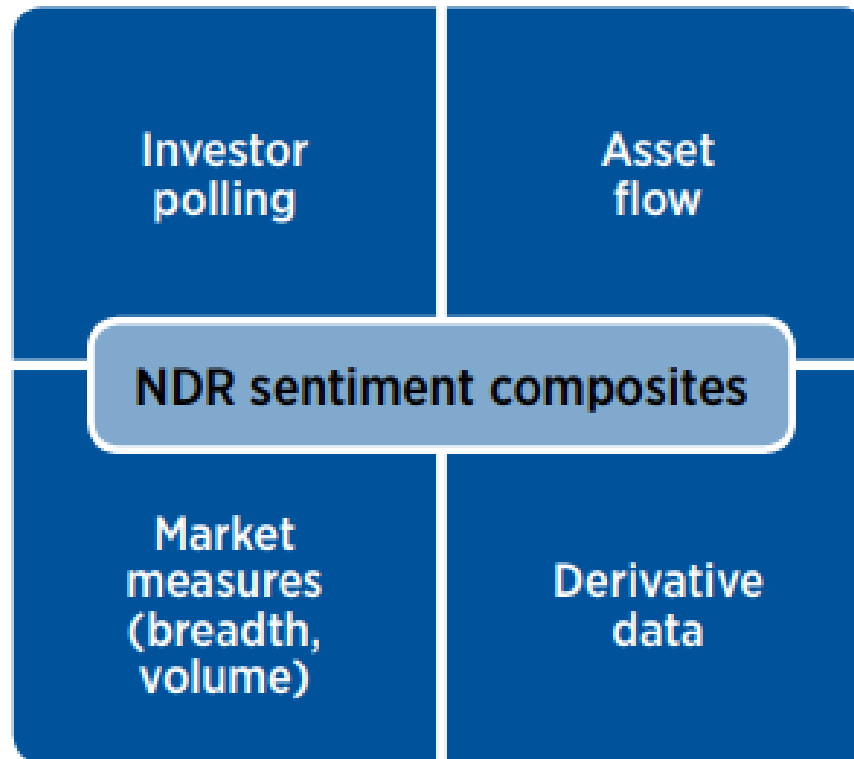 Investor
polling
Asset
flow
NDR sentiment composites
Market
measures
(breadth,
volume)
Derivative
data